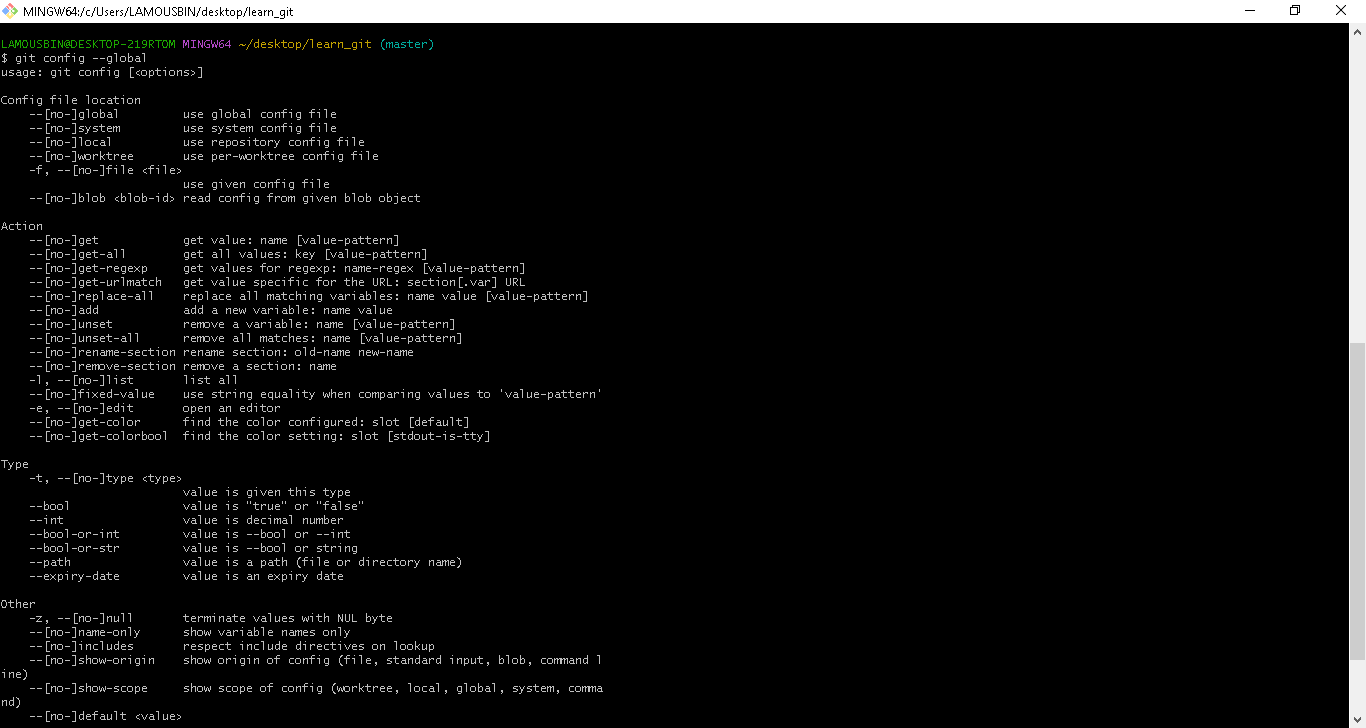 MINGW64:/c/Users/LAMOUSBIN/desktop/learn_git
LAMOUSBIN@DESKTOP-219RTOM MINGW64 ~/desktop/learn_git (master)
$ git config --global
usage: git config [<options>]
Config file location
    --[no-]global         use global config file
    --[no-]system         use system config file
    --[no-]local          use repository config file
    --[no-]worktree       use per-worktree config file
    -f, --[no-]file <file>
                          use given config file
    --[no-]blob <blob-id> read config from given blob object
Action
    --[no-]get            get value: name [value-pattern]
    --[no-]get-all        get all values: key [value-pattern]
    --[no-]get-regexp     get values for regexp: name-regex [value-pattern]
    --[no-]get-urlmatch   get value specific for the URL: section[.var] URL
    --[no-]replace-all    replace all matching variables: name value [value-pattern]
    --[no-]add            add a new variable: name value
    --[no-]unset          remove a variable: name [value-pattern]
    --[no-]unset-all      remove all matches: name [value-pattern]
    --[no-]rename-section rename section: old-name new-name
    --[no-]remove-section remove a section: name
    -l, --[no-]list       list all
    --[no-]fixed-value    use string equality when comparing values to 'value-pattern'
    -e, --[no-]edit       open an editor
    --[no-]get-color      find the color configured: slot [default]
    --[no-]get-colorbool  find the color setting: slot [stdout-is-tty]
Type
    -t, --[no-]type <type>
                          value is given this type
    --bool                value is "true" or "false"
    --int                 value is decimal number
    --bool-or-int         value is --bool or --int
    --bool-or-str         value is --bool or string
    --path                value is a path (file or directory name)
    --expiry-date         value is an expiry date
Other
    -z, --[no-]null       terminate values with NUL byte
    --[no-]name-only      show variable names only
    --[no-]includes       respect include directives on lookup
    --[no-]show-origin    show origin of config (file, standard input, blob, command l
ine)
    --[no-]show-scope     show scope of config (worktree, local, global, system, comma
nd)
    --[no-]default <value>